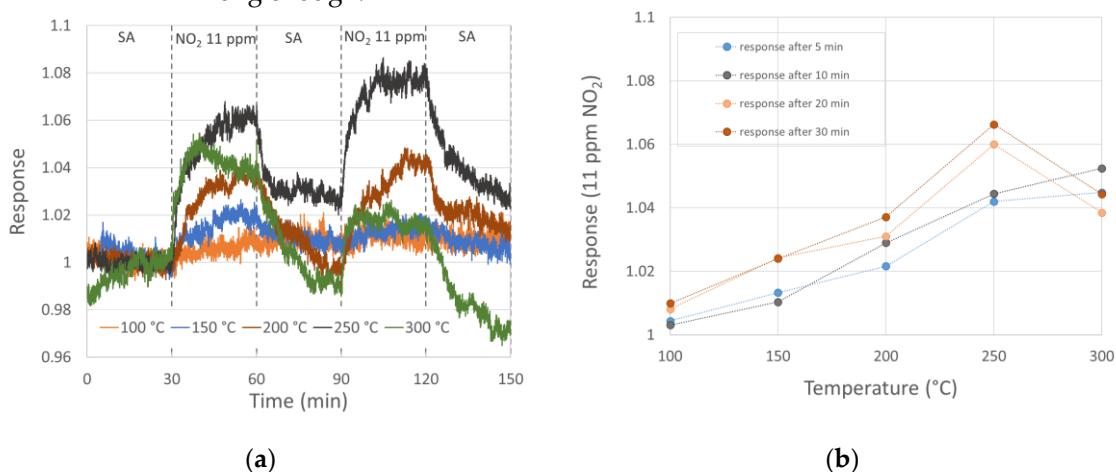 1.1
SA
NO₂ 11 ppm
SA
NO₂ 11 ppm
SA
1.08
1.06
1.04
1.02
1
0.98
0.96
Response
100 °C
150 °C
200 °C
250 °C
300 °C
0
30
60
90
120
150
Time (min)
(a)
1.1
1.08
1.06
1.04
1.02
1
Response (11 ppm NO₂)
response after 5 min
response after 10 min
response after 20 min
response after 30 min
100
150
200
250
300
Temperature (°C)
(b)